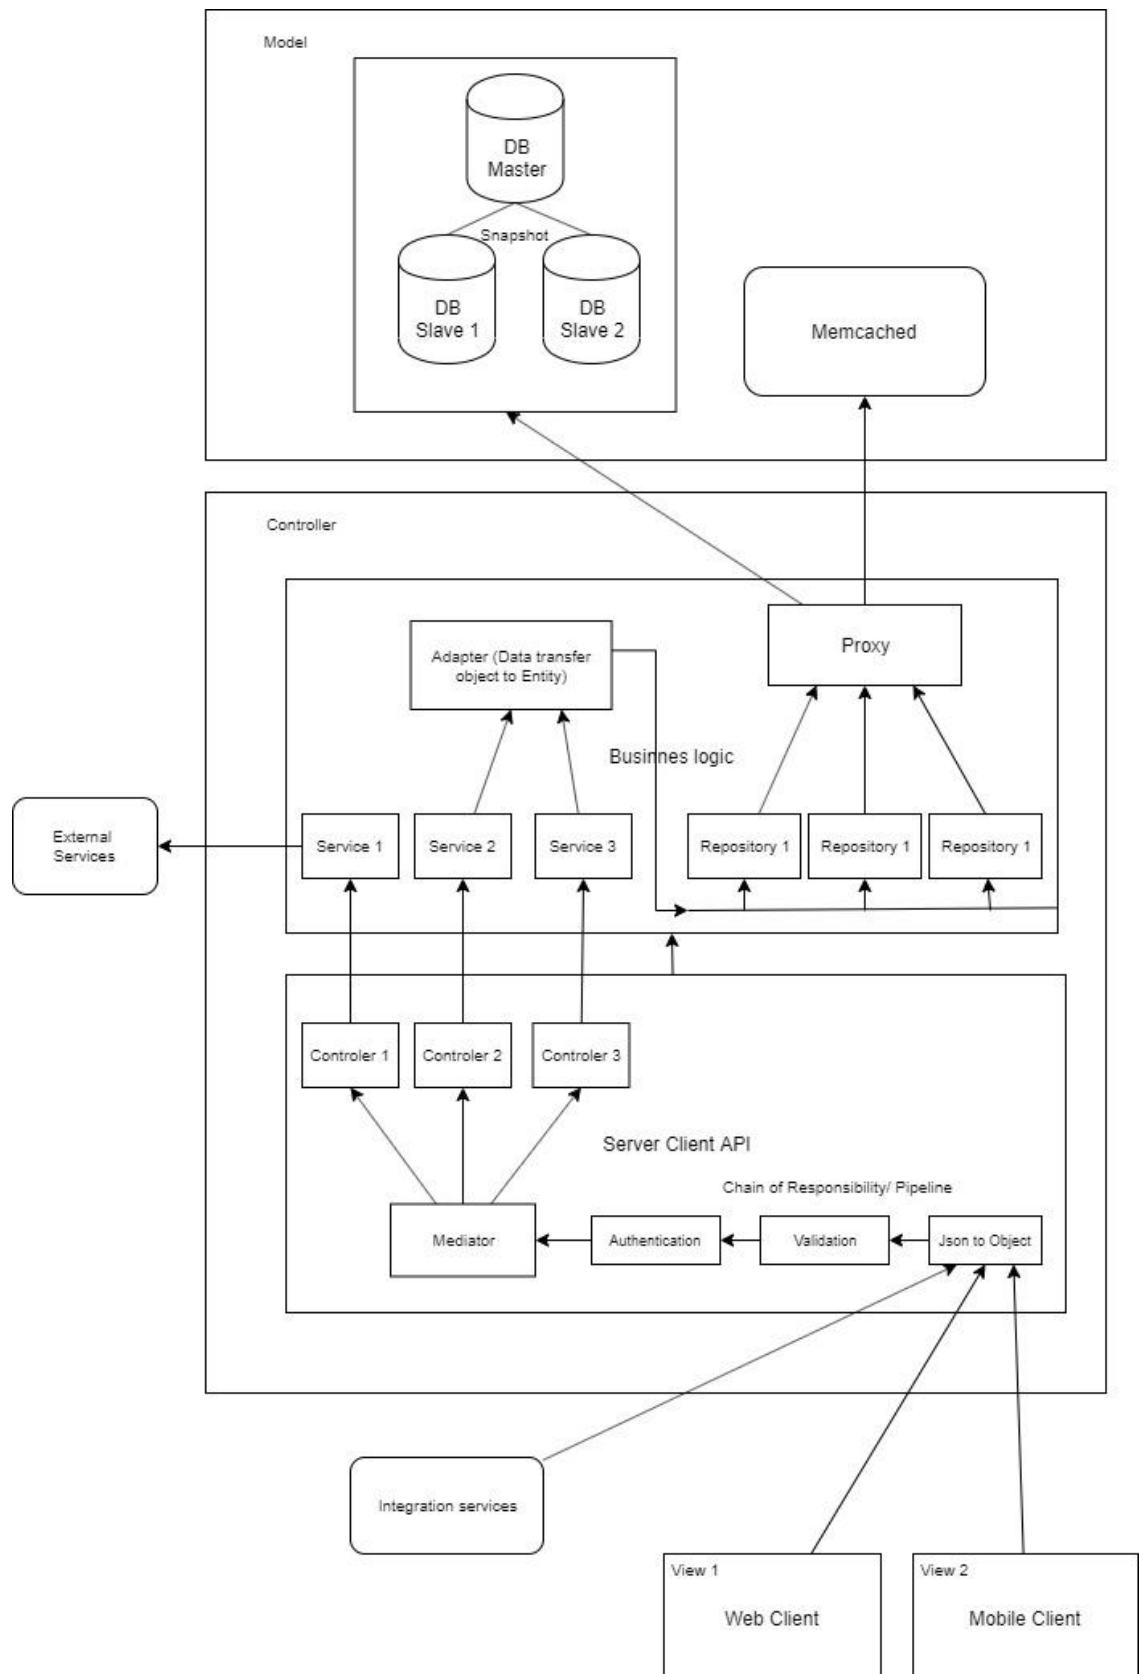 Model
DB
Master
Snapshot
DB
Slave 1
DB
Slave 2
Memcached
Controller
Adapter (Data transfer
object to Entity)
Proxy
Businnes logic
External
Services
Service 1
Service 2
Service 3
Repository 1
Repository 1
Repository 1
Controler 1
Controler 2
Controler 3
Server Client API
Chain of Responsibility/ Pipeline
Mediator
Authentication
Validation
Json to Object
Integration services
View 1
Web Client
View 2
Mobile Client